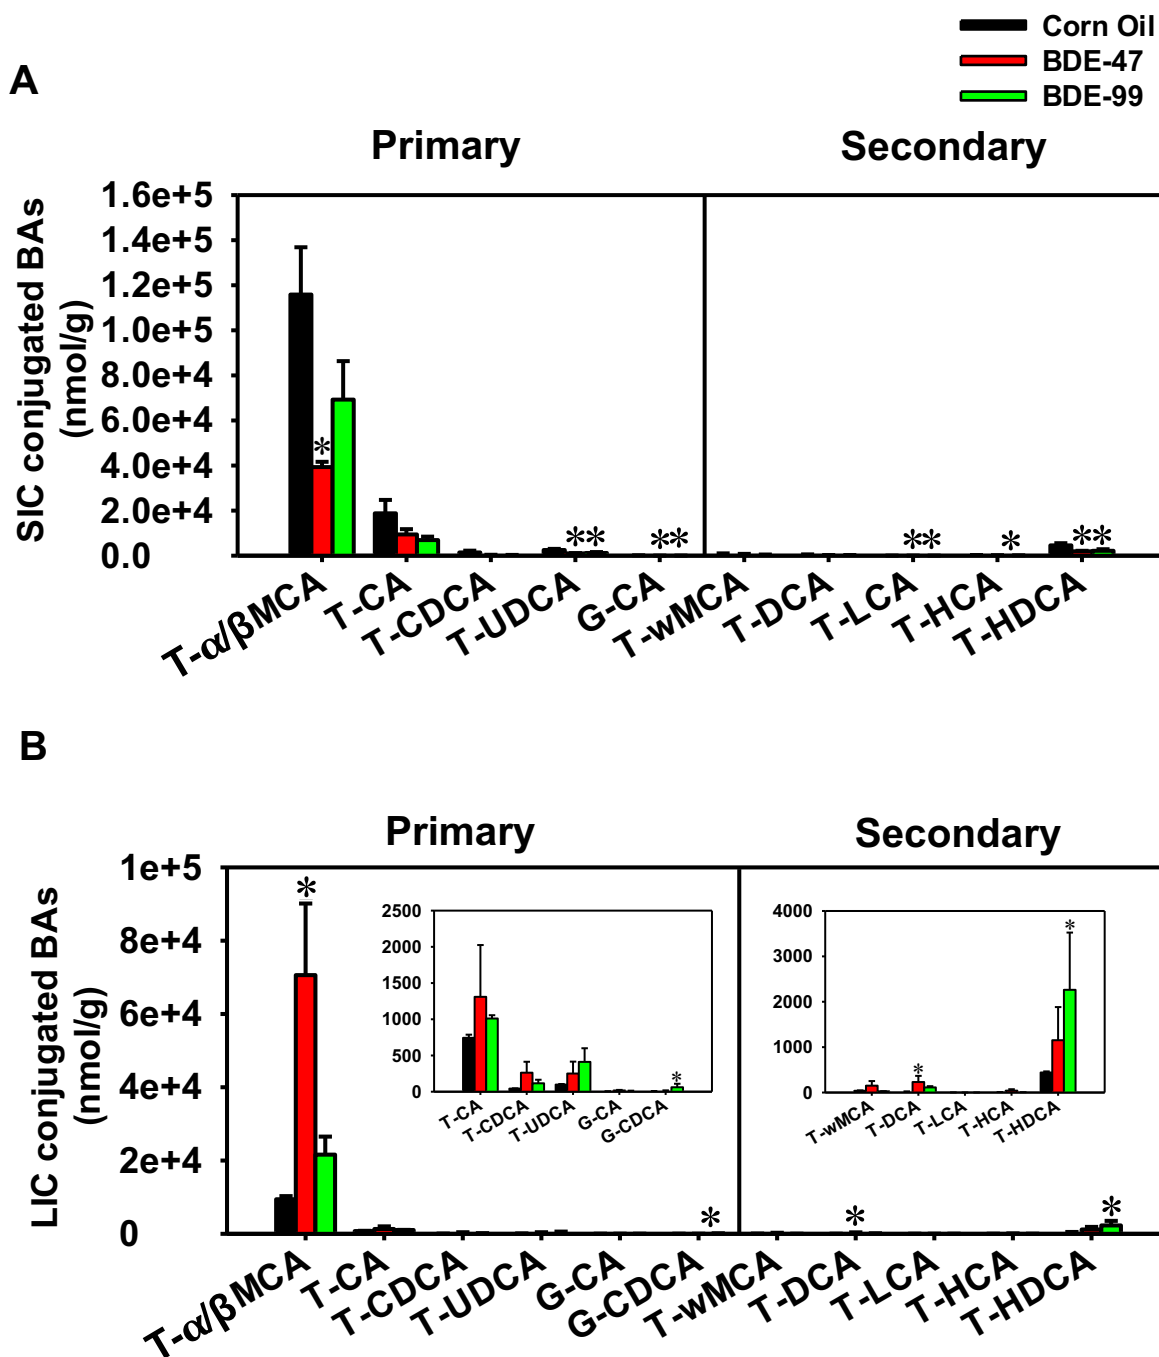 Corn Oil
BDE-47
BDE-99
A
Primary
Secondary
SIC conjugated BAs
(nmol/g)
1.6e+5
1.4e+5
1.2e+5
1.0e+5
8.0e+4
6.0e+4
4.0e+4
2.0e+4
0.0
*
**
**
**
*
**
T-α/βMCA
T-CA
T-CDCA
T-UDCA
G-CA
T-wMCA
T-DCA
T-LCA
T-HCA
T-HDCA
B
Primary
Secondary
LIC conjugated BAs
(nmol/g)
1e+5
8e+4
6e+4
4e+4
2e+4
0
*
*
*
*
2500
2000
1500
1000
500
0
*
T-CA
T-CDCA
T-UDCA
G-CA
G-CDCA
4000
3000
2000
1000
0
*
*
T-wMCA
T-DCA
T-LCA
T-HCA
T-HDCA
T-α/βMCA
T-CA
T-CDCA
T-UDCA
G-CA
G-CDCA
T-wMCA
T-DCA
T-LCA
T-HCA
T-HDCA